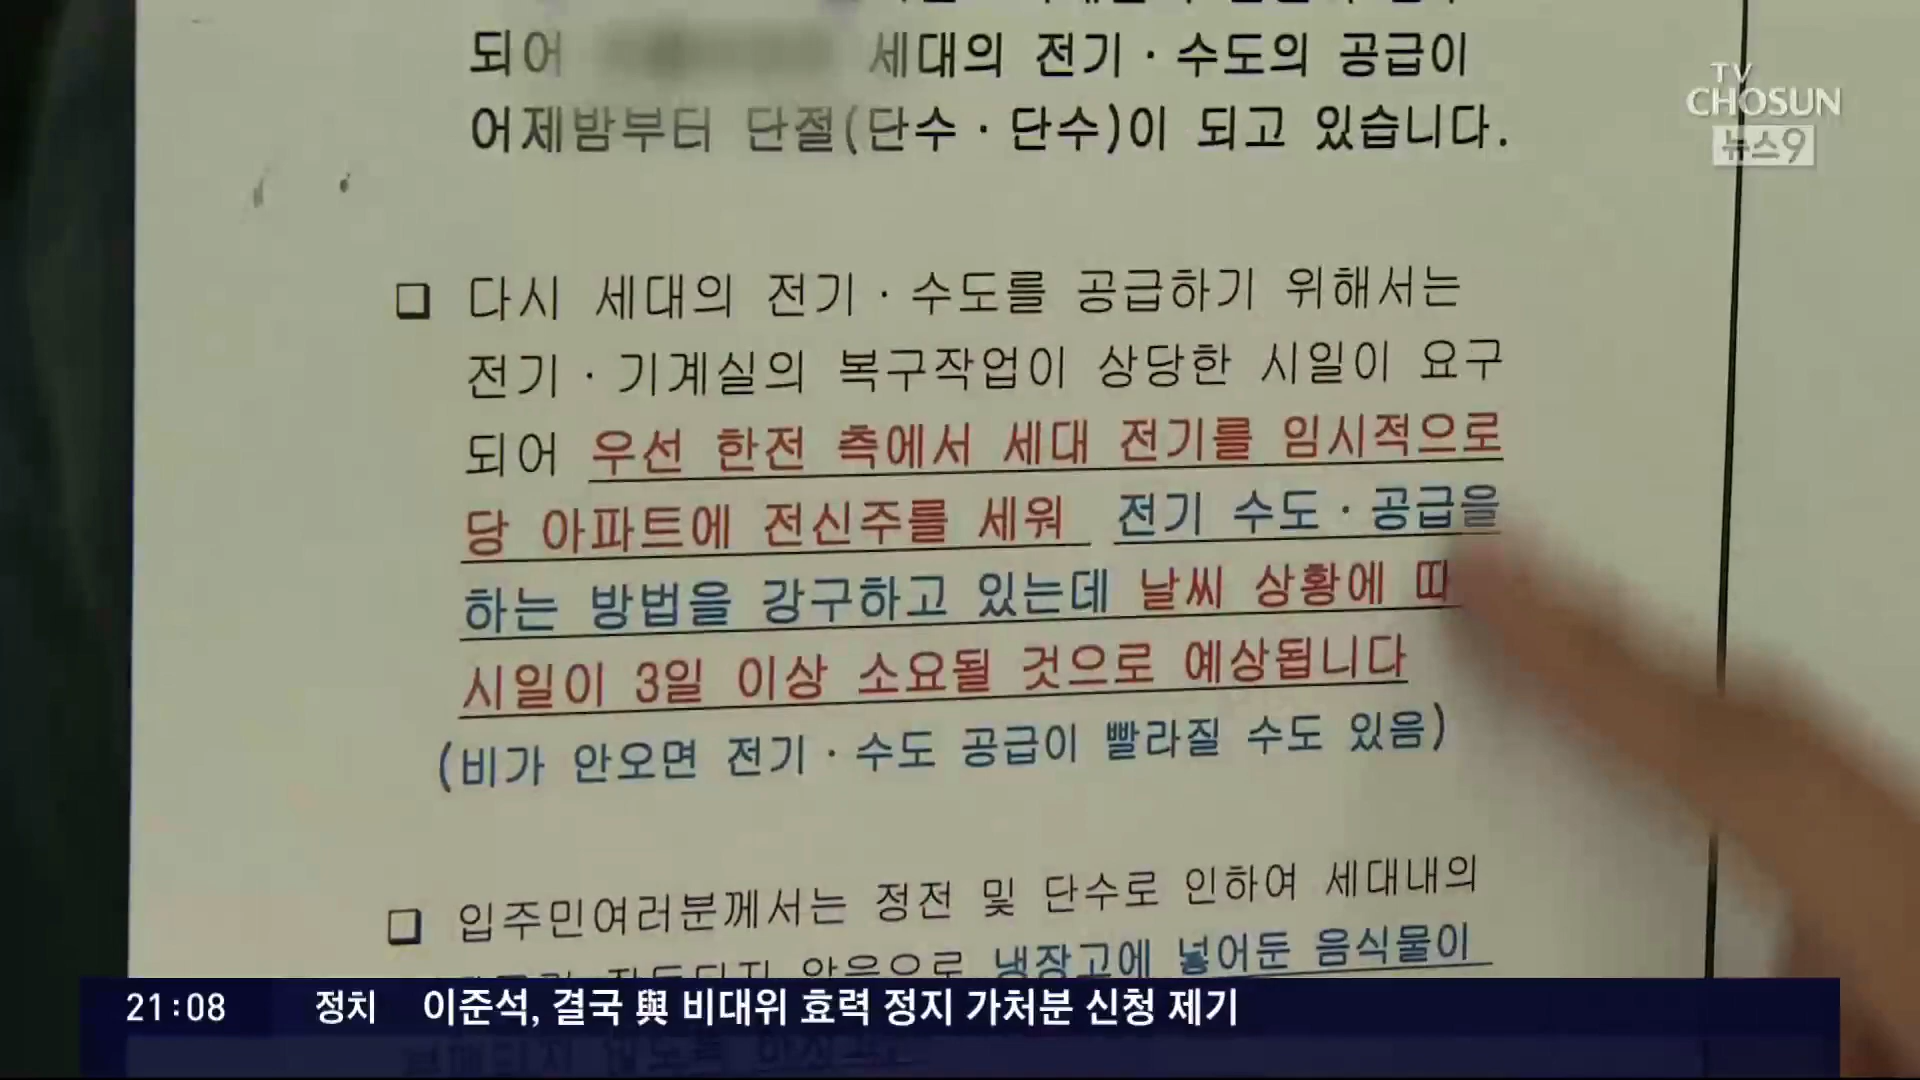 되어 세대의 전기·수도의 공급이
어제밤부터 단절(단수·단수)이 되고 있습니다.
TV
CHOSUN
뉴스9
❏ 다시 세대의 전기·수도를 공급하기 위해서는
전기·기계실의 복구작업이 상당한 시일이 요구
되어 우선 한전 측에서 세대 전기를 임시적으로
당 아파트에 전신주를 세워 전기 수도·공급을
하는 방법을 강구하고 있는데 날씨 상황에 따
시일이 3일 이상 소요될 것으로 예상됩니다
(비가 안오면 전기·수도 공급이 빨라질 수도 있음)
❏ 입주민여러분께서는 정전 및 단수로 인하여 세대내의
냉장고에 넣어둔 음식물이
21:08 정치 이준석, 결국 與 비대위 효력 정지 가처분 신청 제기